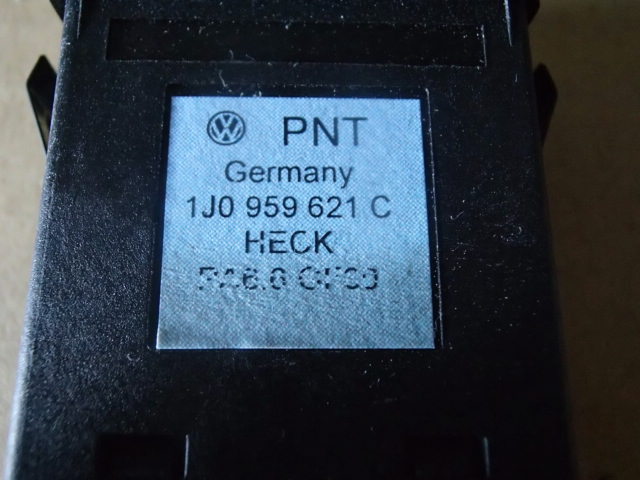 PNT
Germany
1J0 959 621 C
HECK